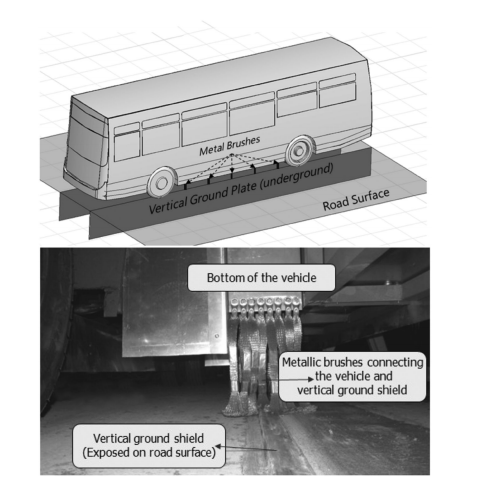 Metal Brushes
Vertical Ground Plate (underground)
Road Surface
Bottom of the vehicle
Metallic brushes connecting
the vehicle and
vertical ground shield
Vertical ground shield
(Exposed on road surface)